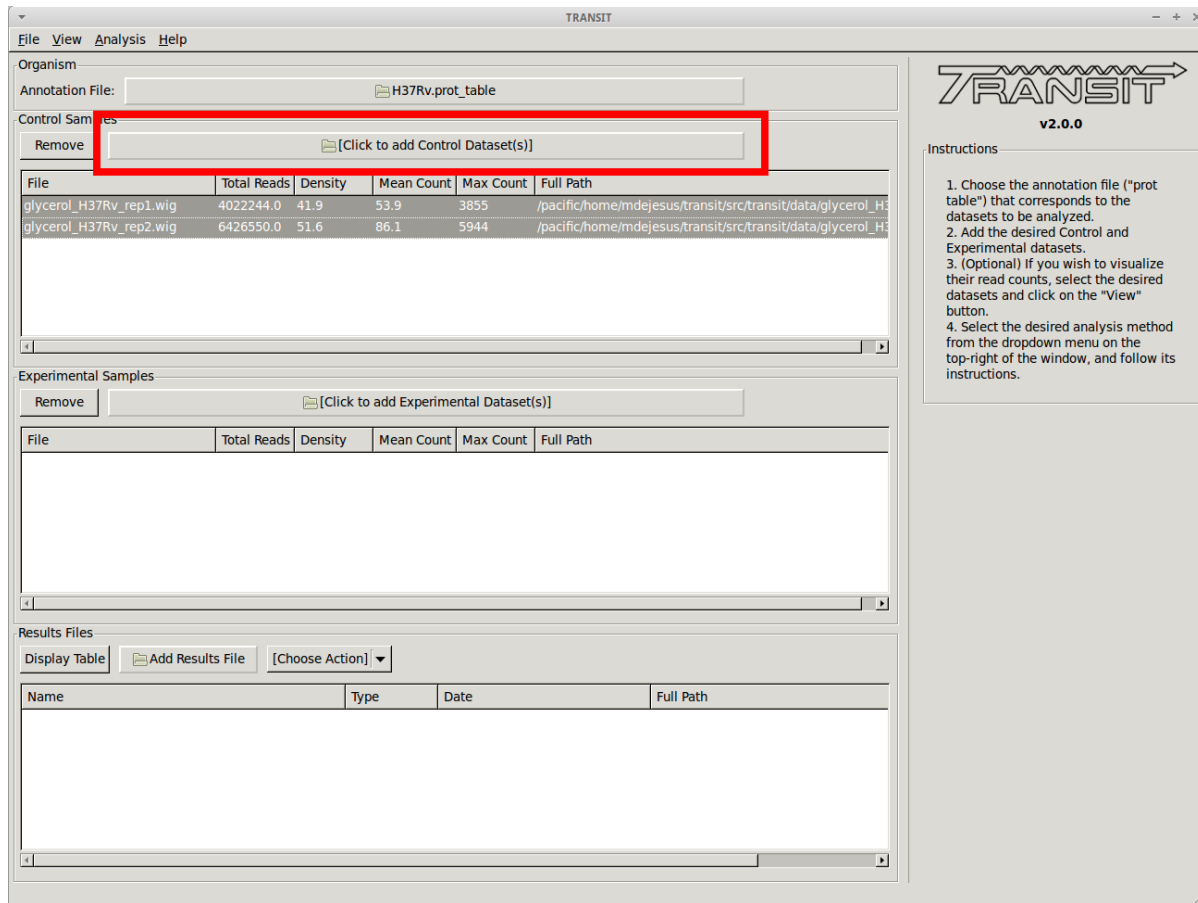 TRANSIT
File View Analysis Help
Organism
Annotation File: H37Rv.prot_table
Control Samples
Remove [Click to add Control Dataset(s)]
File Total Reads Density Mean Count Max Count Full Path
glycerol_H37Rv_rep1.wig 4022244.0 41.9 53.9 3855 /pacific/home/mdejesus/transit/src/transit/data/glycerol_H3
glycerol_H37Rv_rep2.wig 6426550.0 51.6 86.1 5944 /pacific/home/mdejesus/transit/src/transit/data/glycerol_H3
Experimental Samples
Remove [Click to add Experimental Dataset(s)]
File Total Reads Density Mean Count Max Count Full Path
Results Files
Display Table Add Results File [Choose Action]
Name Type Date Full Path
TRANSIT
v2.0.0
Instructions
1. Choose the annotation file ("prot
table") that corresponds to the
datasets to be analyzed.
2. Add the desired Control and
Experimental datasets.
3. (Optional) If you wish to visualize
their read counts, select the desired
datasets and click on the "View"
button.
4. Select the desired analysis method
from the dropdown menu on the
top-right of the window, and follow its
instructions.